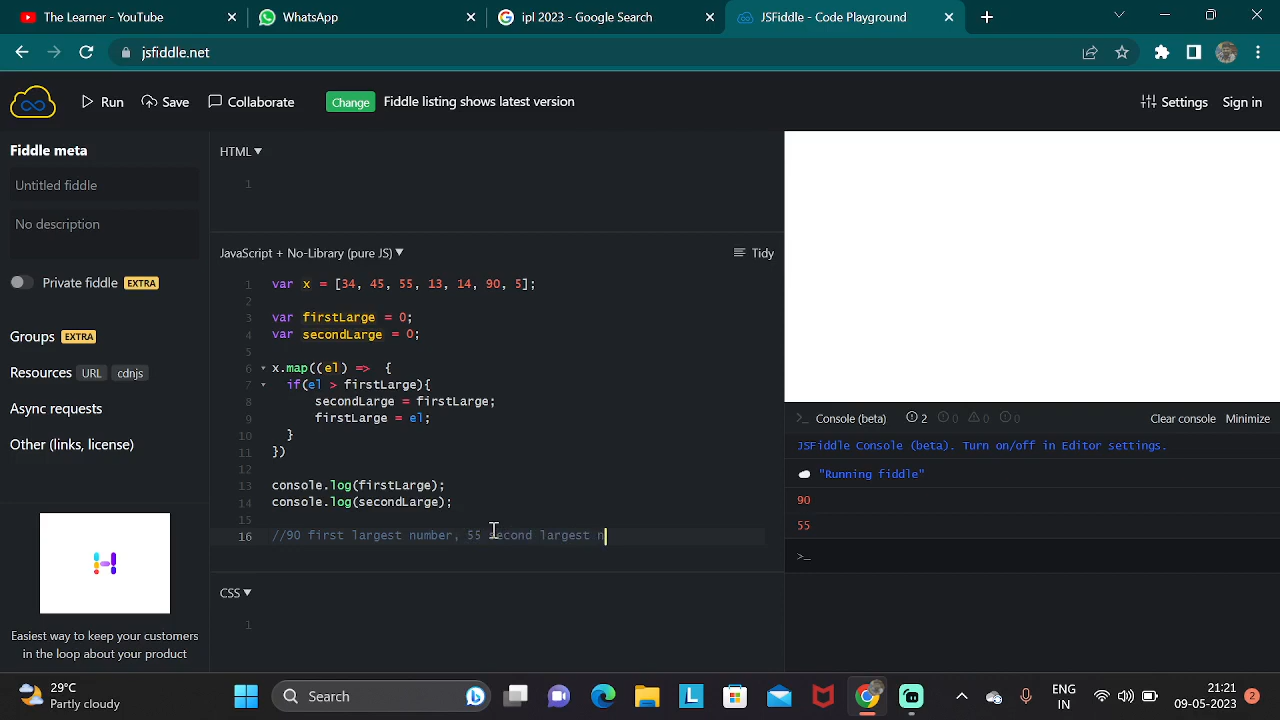 The Learner - YouTube
WhatsApp
ipl 2023 - Google Search
JSFiddle - Code Playground
jsfiddle.net
Run
Save
Collaborate
Change
Fiddle listing shows latest version
Settings
Sign in
Fiddle meta
Untitled fiddle
No description
Private fiddle EXTRA
Groups EXTRA
Resources URL cdnjs
Async requests
Other (links, license)
Easiest way to keep your customers
in the loop about your product
HTML
1
JavaScript + No-Library (pure JS)
Tidy
1 var x = [34, 45, 55, 13, 14, 90, 5];
2
3 var firstLarge = 0;
4 var secondLarge = 0;
5
6 x.map((el) => {
7 if(el > firstLarge){
8 secondLarge = firstLarge;
9 firstLarge = el;
10 }
11 })
12
13 console.log(firstLarge);
14 console.log(secondLarge);
15
16 //90 first largest number, 55 second largest n
CSS
1
>_ Console (beta) 2 0 0 0 Clear console Minimize
JSFiddle Console (beta). Turn on/off in Editor settings.
"Running fiddle"
90
55
>_
29°C
Partly cloudy
Search
L
ENG
IN
21:21
09-05-2023
2